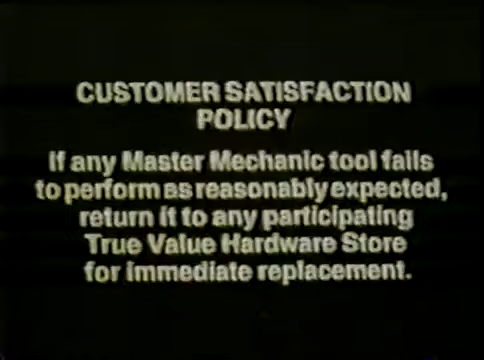 CUSTOMER SATISFACTION
POLICY
If any Master Mechanic tool fails
to perform as reasonably expected,
return it to any participating
True Value Hardware Store
for immediate replacement.